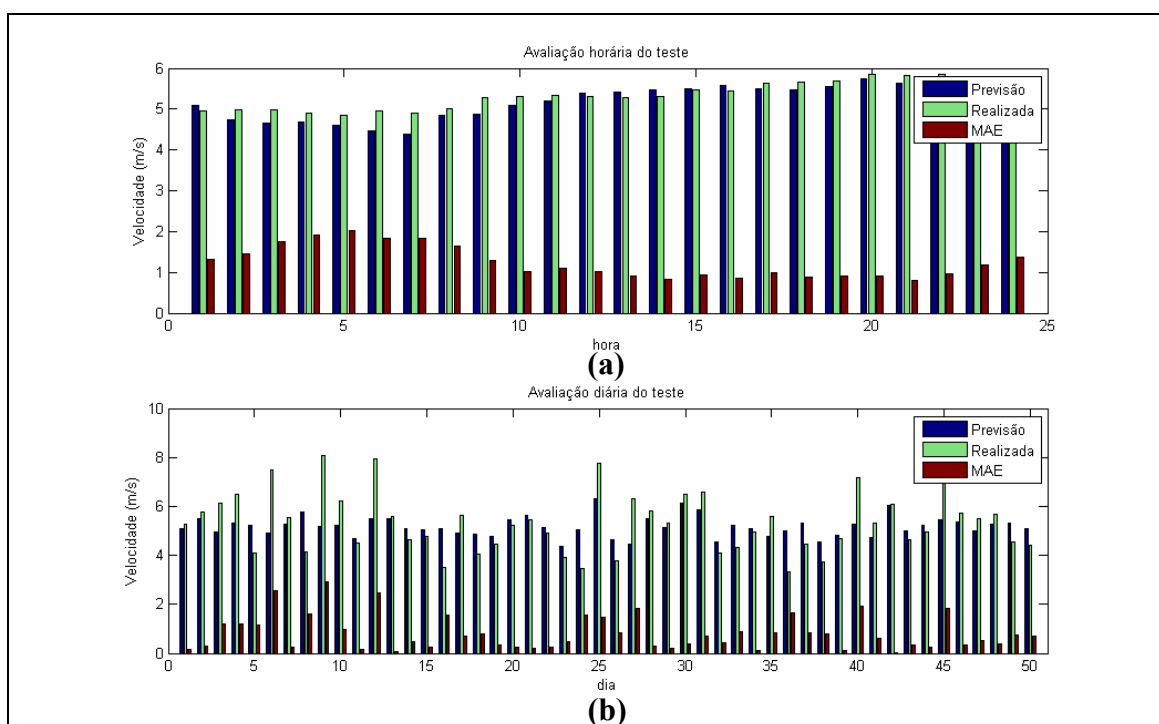 Avaliação horária do teste
6
5
4
3
2
1
0
Velocidade (m/s)
Previsão
Realizada
MAE
0 5 10 15 20 25
hora
(a)
Avaliação diária do teste
10
8
6
4
2
0
Velocidade (m/s)
Previsão
Realizada
MAE
0 5 10 15 20 25 30 35 40 45 50
dia
(b)